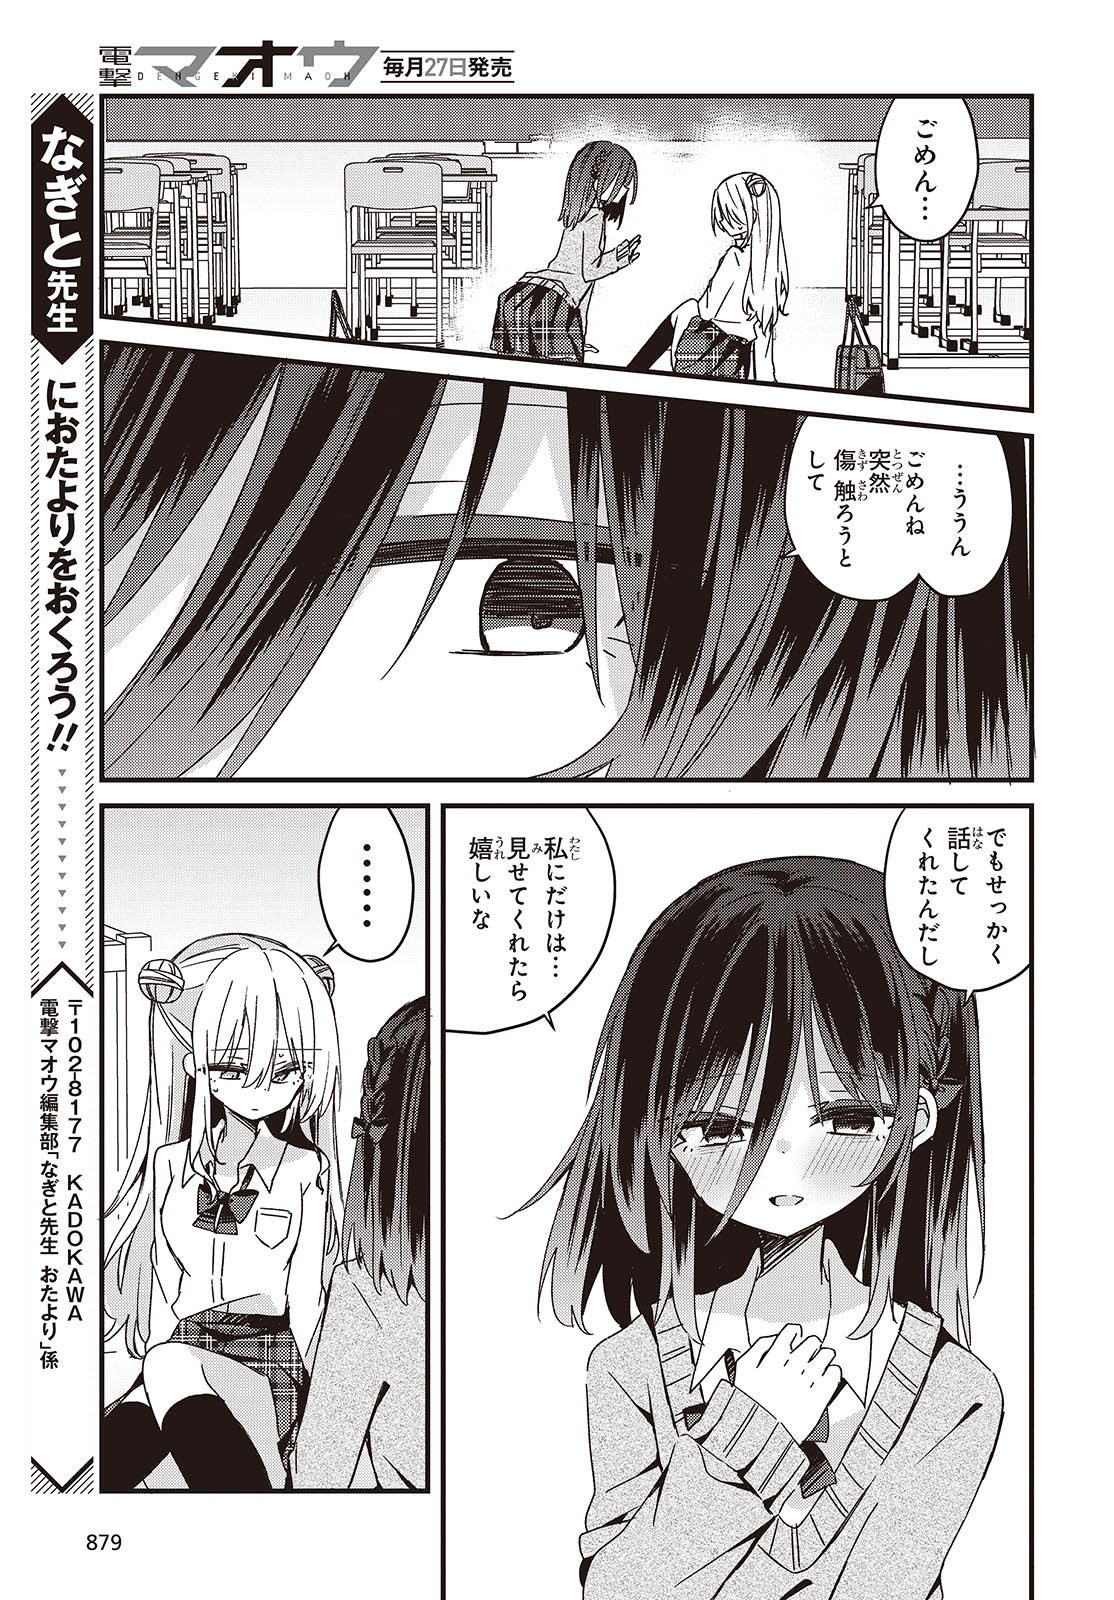 電撃マオウ
DENGEKI MAOH
毎月27日発売
ごめん…
…ううん
ごめんね
突然
傷触ろうと
して
でもせっかく
話して
くれたんだし
私にだけは…
見せてくれたら
嬉しいな
・・・・・・
なぎと先生
におたよりをおくろう!!
〒102-8177 KADOKAWA
電撃マオウ編集部「なぎと先生 おたより」係
879